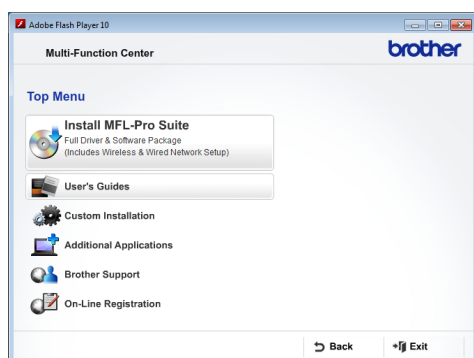 Adobe Flash Player 10
Multi-Function Center
brother
Top Menu
Install MFL-Pro Suite
Full Driver & Software Package
(Includes Wireless & Wired Network Setup)
User's Guides
Custom Installation
Additional Applications
Brother Support
On-Line Registration
Back
Exit